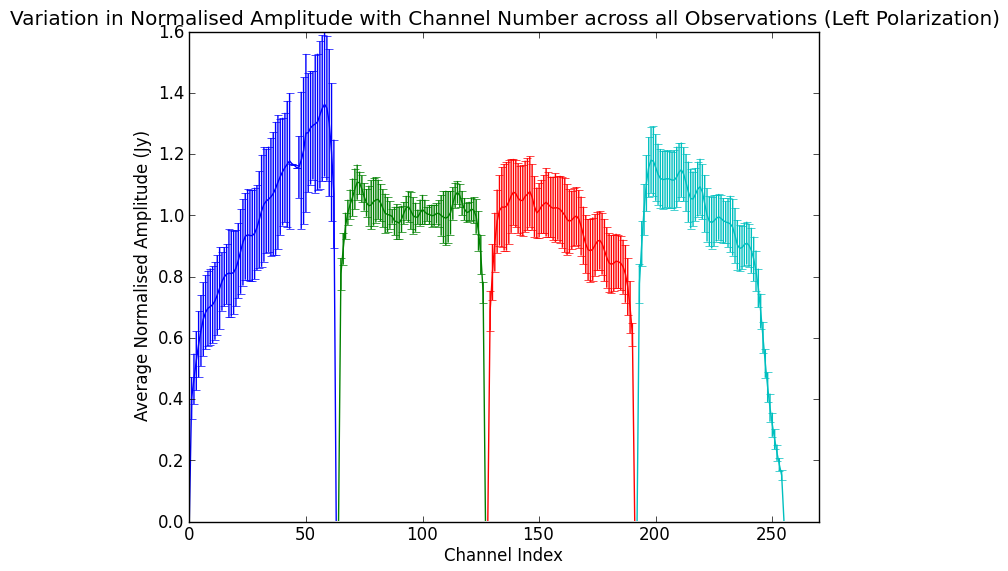 Variation in Normalised Amplitude with Channel Number across all Observations (Left Polarization)
1.6
1.4
1.2
1.0
0.8
0.6
0.4
0.2
0.0
Average Normalised Amplitude (Jy)
0 50 100 150 200 250
Channel Index